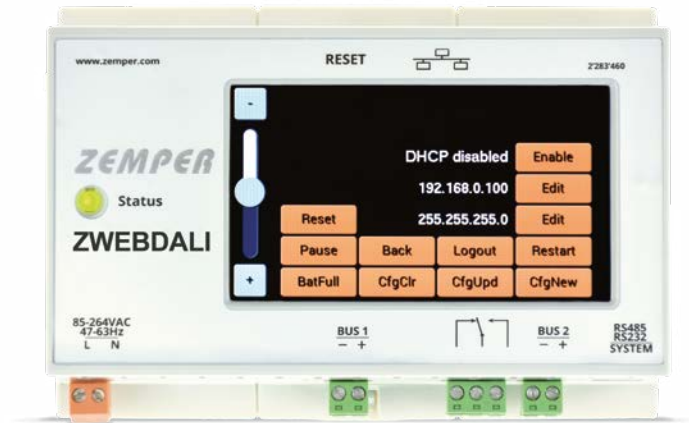 www.zemper.com
RESET
2'283'460
-
ZEMPER
DHCP disabled Enable
192.168.0.100 Edit
Status
Reset 255.255.255.0 Edit
ZWEBDALI
Pause Back Logout Restart
+ BatFull CfgClr CfgUpd CfgNew
85-264VAC
47-63Hz
L N
BUS 1
- +
BUS 2
- +
RS485
RS232
SYSTEM